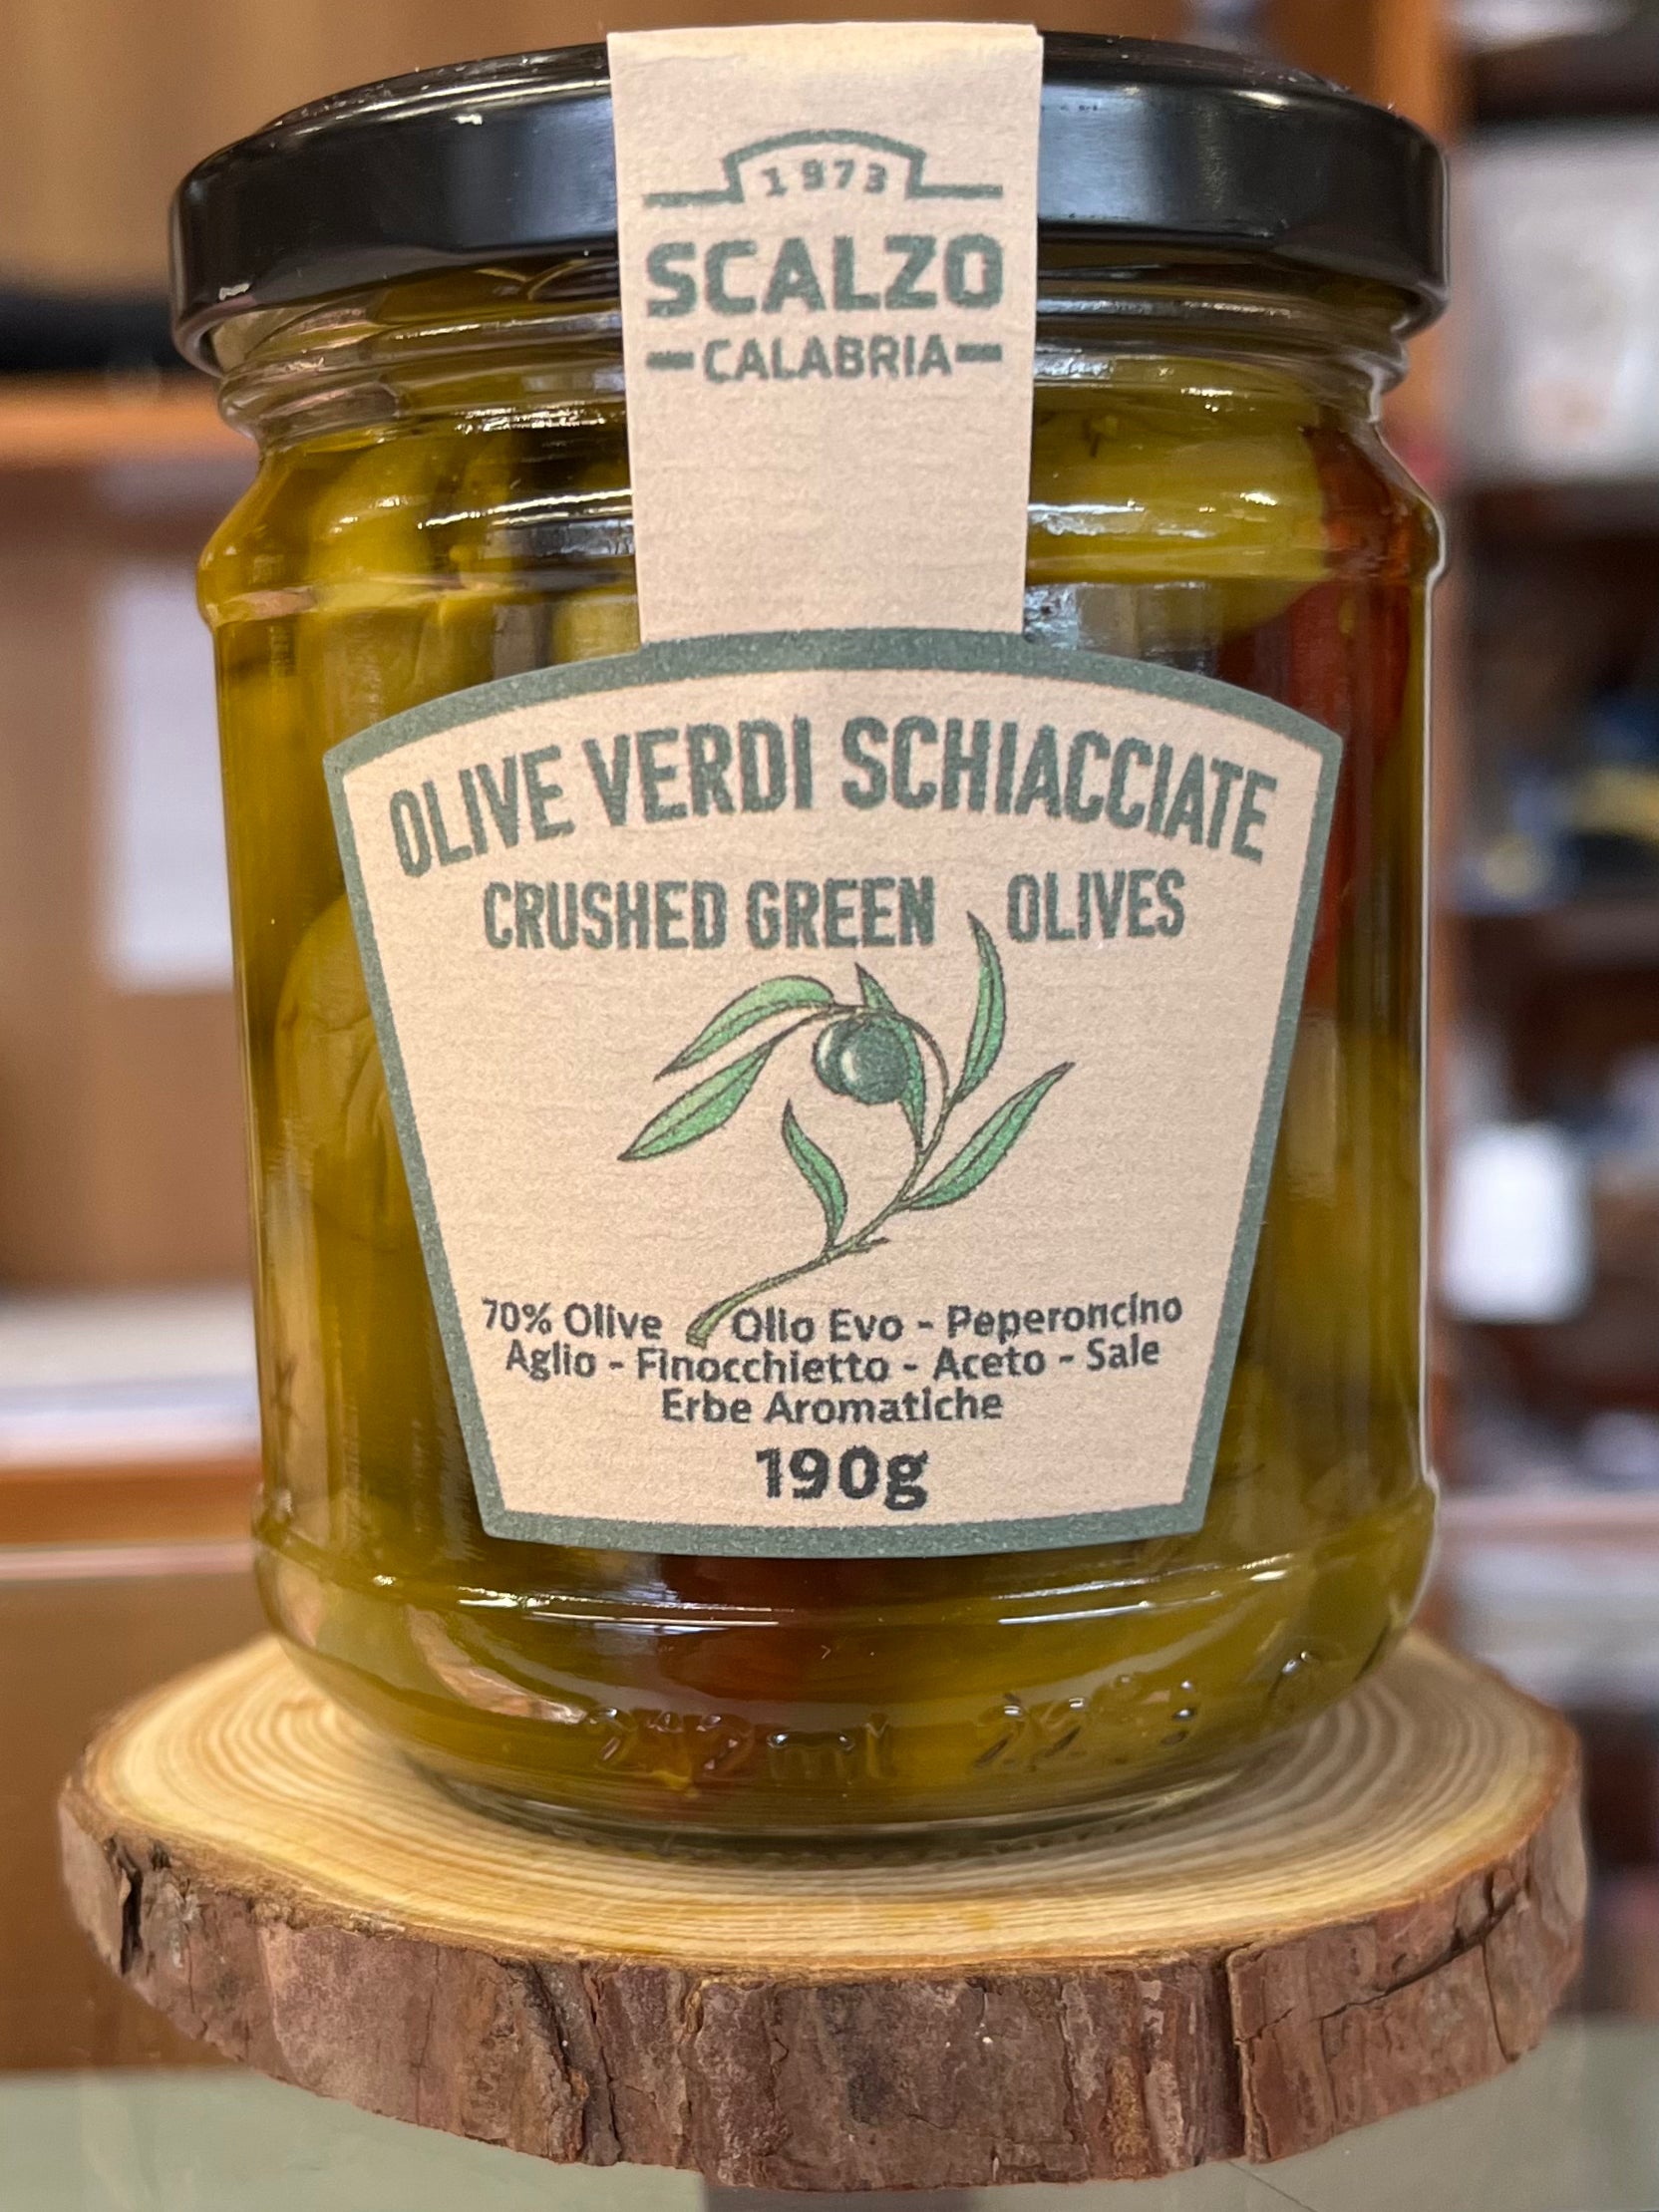 1973
SCALZO
CALABRIA
OLIVE VERDI SCHIACCIATE
CRUSHED GREEN OLIVES
70% Olive Olio Evo - Peperoncino
Aglio - Finocchietto - Aceto - Sale
Erbe Aromatiche
190g
ml